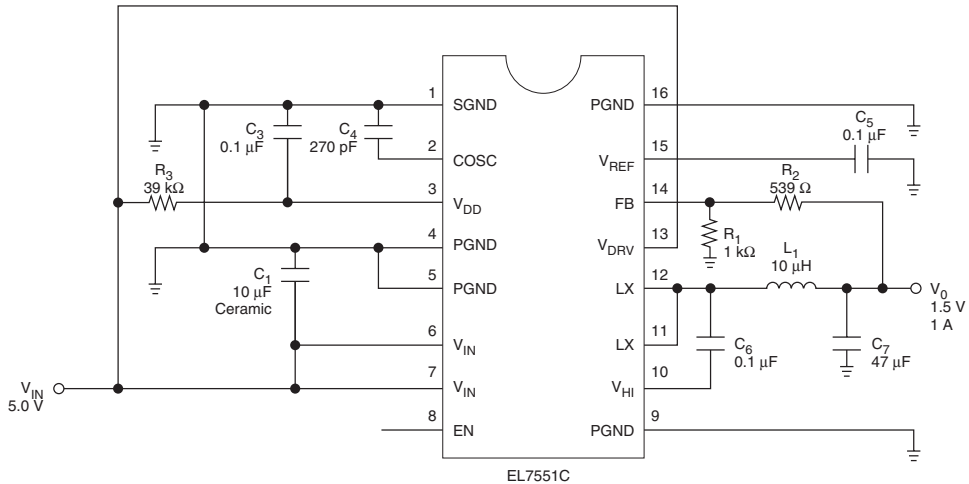 1
SGND
C3
0.1 μF
C4
270 pF
2
COSC
R3
39 kΩ
3
VDD
4
PGND
5
PGND
C1
10 μF
Ceramic
6
VIN
7
VIN
VIN
5.0 V
8
EN
16
PGND
C5
0.1 μF
15
VREF
R2
539 Ω
14
FB
R1
1 kΩ
13
VDRV
L1
10 μH
12
LX
V0
1.5 V
1 A
11
LX
C6
0.1 μF
C7
47 μF
10
VHI
9
PGND
EL7551C